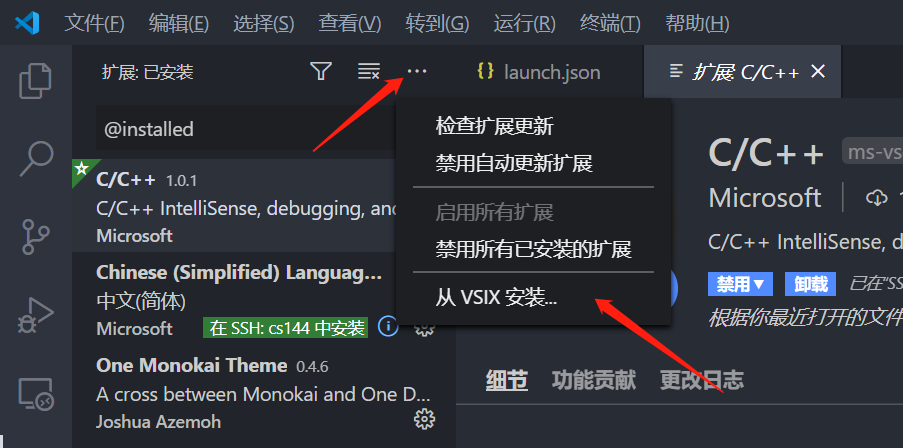 文件(F) 编辑(E) 选择(S) 查看(V) 转到(G) 运行(R) 终端(T) 帮助(H)
扩展: 已安装
{} launch.json
扩展: C/C++
@installed
检查扩展更新
禁用自动更新扩展
启用所有扩展
禁用所有已安装的扩展
从 VSIX 安装...
C/C++ 1.0.1
C/C++ IntelliSense, debugging, and
Microsoft
Chinese (Simplified) Languag...
中文(简体)
Microsoft
在 SSH: cs144 中安装
One Monokai Theme 0.4.6
A cross between Monokai and One D...
Joshua Azemoh
C/C++ ms-vs
Microsoft
C/C++ IntelliSense, d
禁用 卸载 已在"SS
根据你最近打开的文件
细节 功能贡献 更改日志